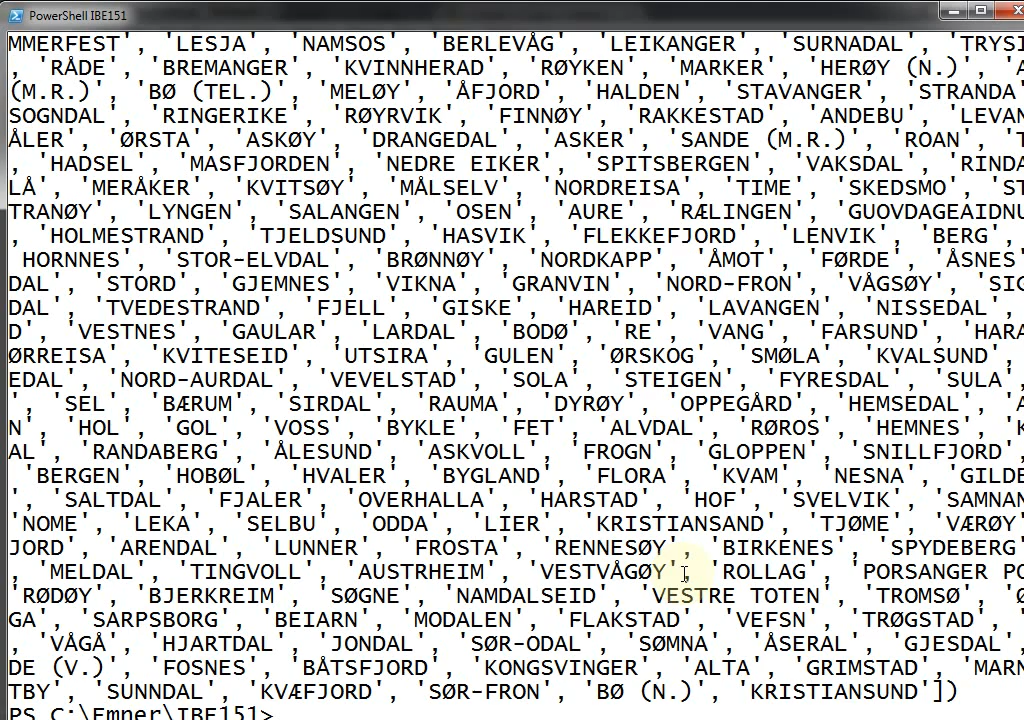 PowerShell IBE151
MMERFEST', 'LESJA', 'NAMSOS', 'BERLEVÅG', 'LEIKANGER', 'SURNADAL', 'TRYSI
, 'RÅDE', 'BREMANGER', 'KVINNHERAD', 'RØYKEN', 'MARKER', 'HERØY (N.)', 'A
(M.R.)', 'BØ (TEL.)', 'MELØY', 'ÅFJORD', 'HALDEN', 'STAVANGER', 'STRANDA'
SOGNDAL', 'RINGERIKE', 'RØYRVIK', 'FINNØY', 'RAKKESTAD', 'ANDEBU', 'LEVAN
ÅLER', 'ØRSTA', 'ASKØY', 'DRANGEDAL', 'ASKER', 'SANDE (M.R.)', 'ROAN', 'T
, 'HADSEL', 'MASFJORDEN', 'NEDRE EIKER', 'SPITSBERGEN', 'VAKSDAL', 'RINDA
LÅ', 'MERÅKER', 'KVITSØY', 'MÅLSELV', 'NORDREISA', 'TIME', 'SKEDSMO', 'ST
TRANØY', 'LYNGEN', 'SALANGEN', 'OSEN', 'AURE', 'RÆLINGEN', 'GUOVDAGEAIDNU
, 'HOLMESTRAND', 'TJELDSUND', 'HASVIK', 'FLEKKEFJORD', 'LENVIK', 'BERG',
HORNNES', 'STOR-ELVDAL', 'BRØNNØY', 'NORDKAPP', 'ÅMOT', 'FØRDE', 'ÅSNES'
DAL', 'STORD', 'GJEMNES', 'VIKNA', 'GRANVIN', 'NORD-FRON', 'VÅGSØY', 'SIG
DAL', 'TVEDESTRAND', 'FJELL', 'GISKE', 'HAREID', 'LAVANGEN', 'NISSEDAL',
D', 'VESTNES', 'GAULAR', 'LARDAL', 'BODØ', 'RE', 'VANG', 'FARSUND', 'HARA
ØRREISA', 'KVITESEID', 'UTSIRA', 'GULEN', 'ØRSKOG', 'SMØLA', 'KVALSUND',
EDAL', 'NORD-AURDAL', 'VEVELSTAD', 'SOLA', 'STEIGEN', 'FYRESDAL', 'SULA',
', 'SEL', 'BÆRUM', 'SIRDAL', 'RAUMA', 'DYRØY', 'OPPEGÅRD', 'HEMSEDAL', 'A
N', 'HOL', 'GOL', 'VOSS', 'BYKLE', 'FET', 'ALVDAL', 'RØROS', 'HEMNES', 'K
AL', 'RANDABERG', 'ÅLESUND', 'ASKVOLL', 'FROGN', 'GLOPPEN', 'SNILLFJORD',
'BERGEN', 'HOBØL', 'HVALER', 'BYGLAND', 'FLORA', 'KVAM', 'NESNA', 'GILDE
', 'SALTDAL', 'FJALER', 'OVERHALLA', 'HARSTAD', 'HOF', 'SVELVIK', 'SAMNAN
'NOME', 'LEKA', 'SELBU', 'ODDA', 'LIER', 'KRISTIANSAND', 'TJØME', 'VÆRØY'
JORD', 'ARENDAL', 'LUNNER', 'FROSTA', 'RENNESØY', 'BIRKENES', 'SPYDEBERG'
, 'MELDAL', 'TINGVOLL', 'AUSTRHEIM', 'VESTVÅGØY', 'ROLLAG', 'PORSANGER PO
'RØDØY', 'BJERKREIM', 'SØGNE', 'NAMDALSEID', 'VESTRE TOTEN', 'TROMSØ', 'Ø
GA', 'SARPSBORG', 'BEIARN', 'MODALEN', 'FLAKSTAD', 'VEFSN', 'TRØGSTAD', '
, 'VÅGÅ', 'HJARTDAL', 'JONDAL', 'SØR-ODAL', 'SØMNA', 'ÅSERAL', 'GJESDAL',
DE (V.)', 'FOSNES', 'BÅTSFJORD', 'KONGSVINGER', 'ALTA', 'GRIMSTAD', 'MARN
TBY', 'SUNNDAL', 'KVÆFJORD', 'SØR-FRON', 'BØ (N.)', 'KRISTIANSUND'])
PS C:\Emner\IBE151>